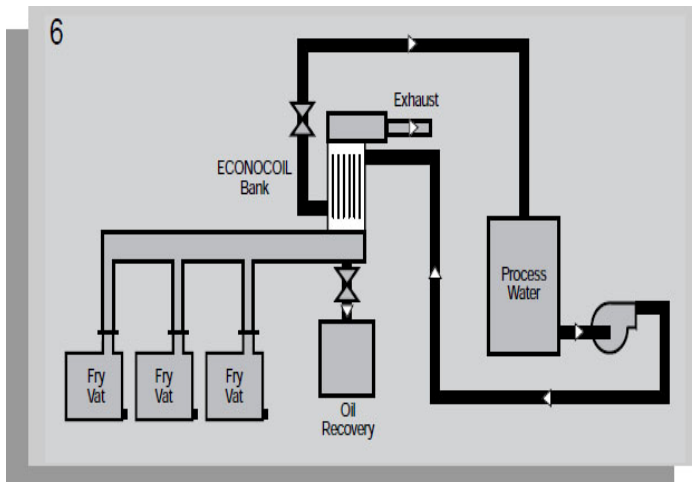 6
Exhaust
ECONOCOIL
Bank
Process
Water
Fry
Vat
Fry
Vat
Fry
Vat
Oil
Recovery